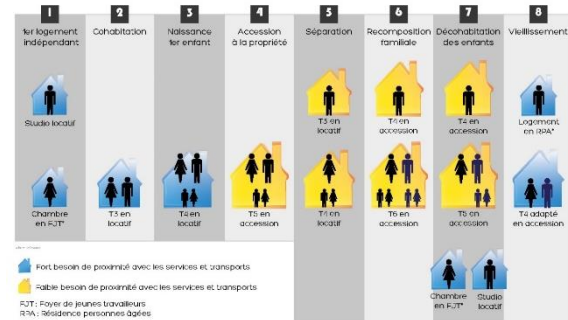 1
1er logement
indépendant
2
Cohabitation
3
Naissance
1er enfant
4
Accession
à la propriété
5
Séparation
6
Recomposition
familiale
7
Décohabitation
des enfants
8
Vieillissement
Studio locatif
T3 en
locatif
T4 en
accession
T4 en
accession
Logement
en RPA*
Chambre
en FJT*
T3 en
locatif
T4 en
locatif
T5 en
accession
T4 en
locatif
T6 en
accession
T5 en
accession
T4 adapté
en accession
Chambre
en FJT*
Studio
locatif
Fort besoin de proximité avec les services et transports
Faible besoin de proximité avec les services et transports
FJT : Foyer de jeunes travailleurs
RPA : Résidence personnes âgées